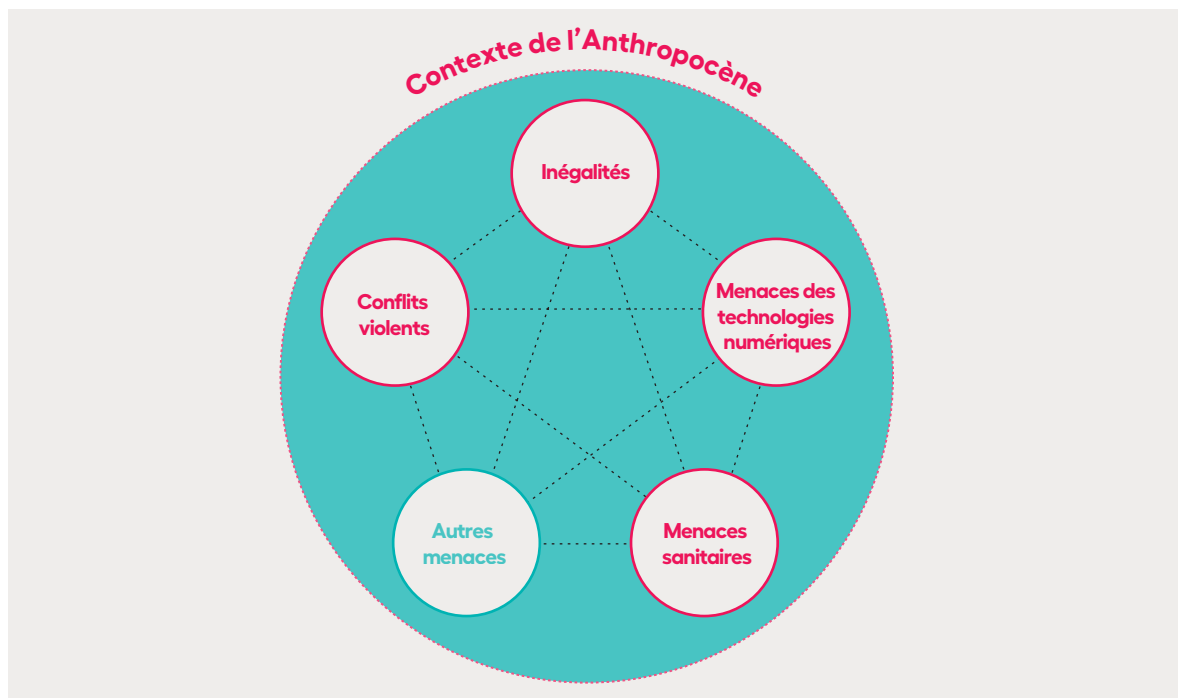 Contexte de l’Anthropocène
Inégalités
Conflits
violents
Menaces des
technologies
numériques
Autres
menaces
Menaces
sanitaires